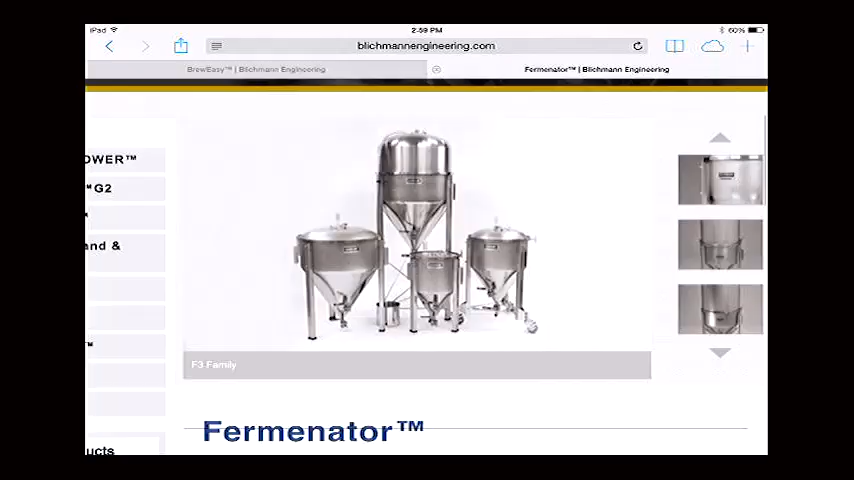 iPad
2:59 PM
60%
blichmannengineering.com
BrewEasy™ | Blichmann Engineering
Fermenator™ | Blichmann Engineering
OWER™
™G2
and &
™
F3 Family
Fermenator™
ucts